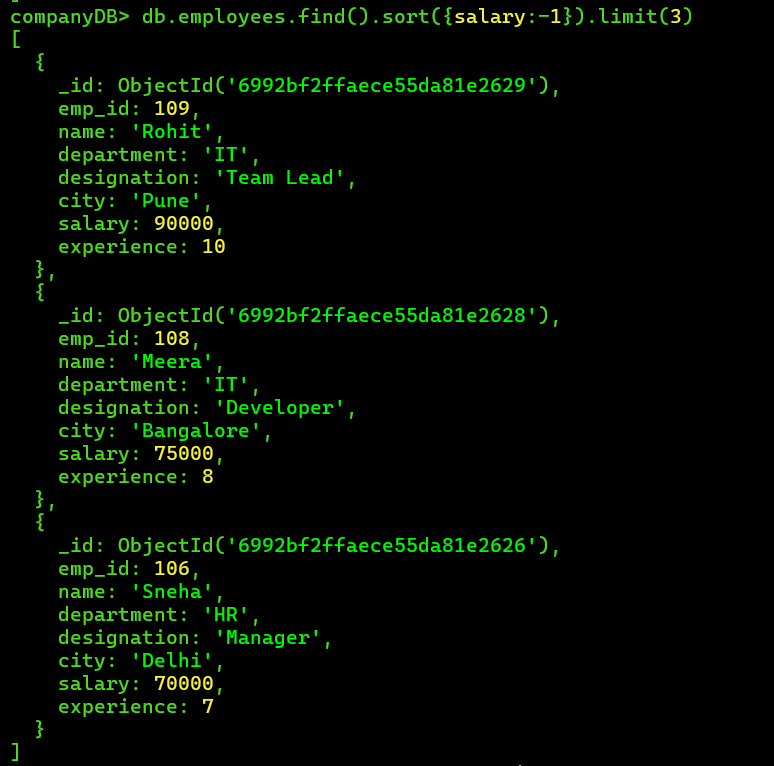 companyDB> db.employees.find().sort({salary:-1}).limit(3)
[
  {
    _id: ObjectId('6992bf2ffaece55da81e2629'),
    emp_id: 109,
    name: 'Rohit',
    department: 'IT',
    designation: 'Team Lead',
    city: 'Pune',
    salary: 90000,
    experience: 10
  },
  {
    _id: ObjectId('6992bf2ffaece55da81e2628'),
    emp_id: 108,
    name: 'Meera',
    department: 'IT',
    designation: 'Developer',
    city: 'Bangalore',
    salary: 75000,
    experience: 8
  },
  {
    _id: ObjectId('6992bf2ffaece55da81e2626'),
    emp_id: 106,
    name: 'Sneha',
    department: 'HR',
    designation: 'Manager',
    city: 'Delhi',
    salary: 70000,
    experience: 7
  }
]